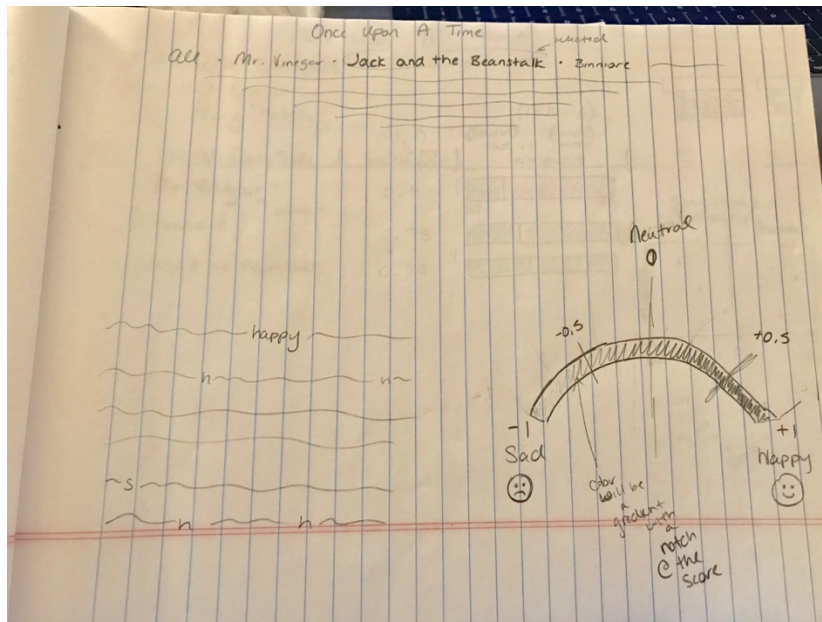 Once Upon A Time
selected
all · Mr. Vinegar · Jack and the Beanstalk · Binnorie
happy
n n
s
n n
Neutral
0
-0.5
+0.5
-1
Sad
+1
Happy
Color
will be
a
gradient
with
a
notch
@ the
score